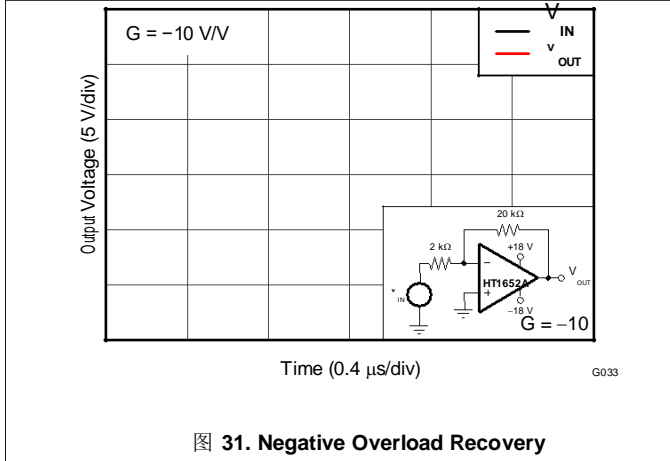 G = −10 V/V
V
IN
v
OUT
Output Voltage (5 V/div)
20 kΩ
2 kΩ
+18 V
−
HT1652A
+
V
OUT
v
IN
−18 V
G = −10
Time (0.4 μs/div)
G033
图 31. Negative Overload Recovery